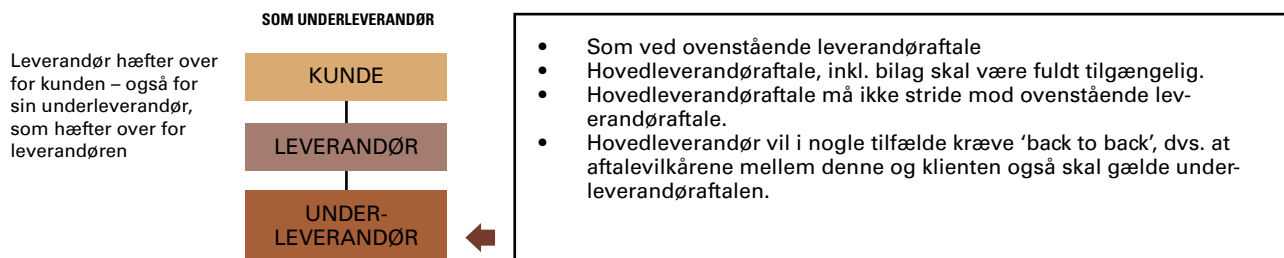 SOM UNDERLEVERANDØR
Leverandør hæfter over
for kunden – også for
sin underleverandør,
som hæfter over for
leverandøren
KUNDE
LEVERANDØR
UNDER-
LEVERANDØR
• Som ved ovenstående leverandøraftale
• Hovedleverandøraftale, inkl. bilag skal være fuldt tilgængelig.
• Hovedleverandøraftale må ikke stride mod ovenstående lev-
erandøraftale.
• Hovedleverandør vil i nogle tilfælde kræve ‘back to back’, dvs. at
aftalevilkårene mellem denne og klienten også skal gælde under-
leverandøraftalen.